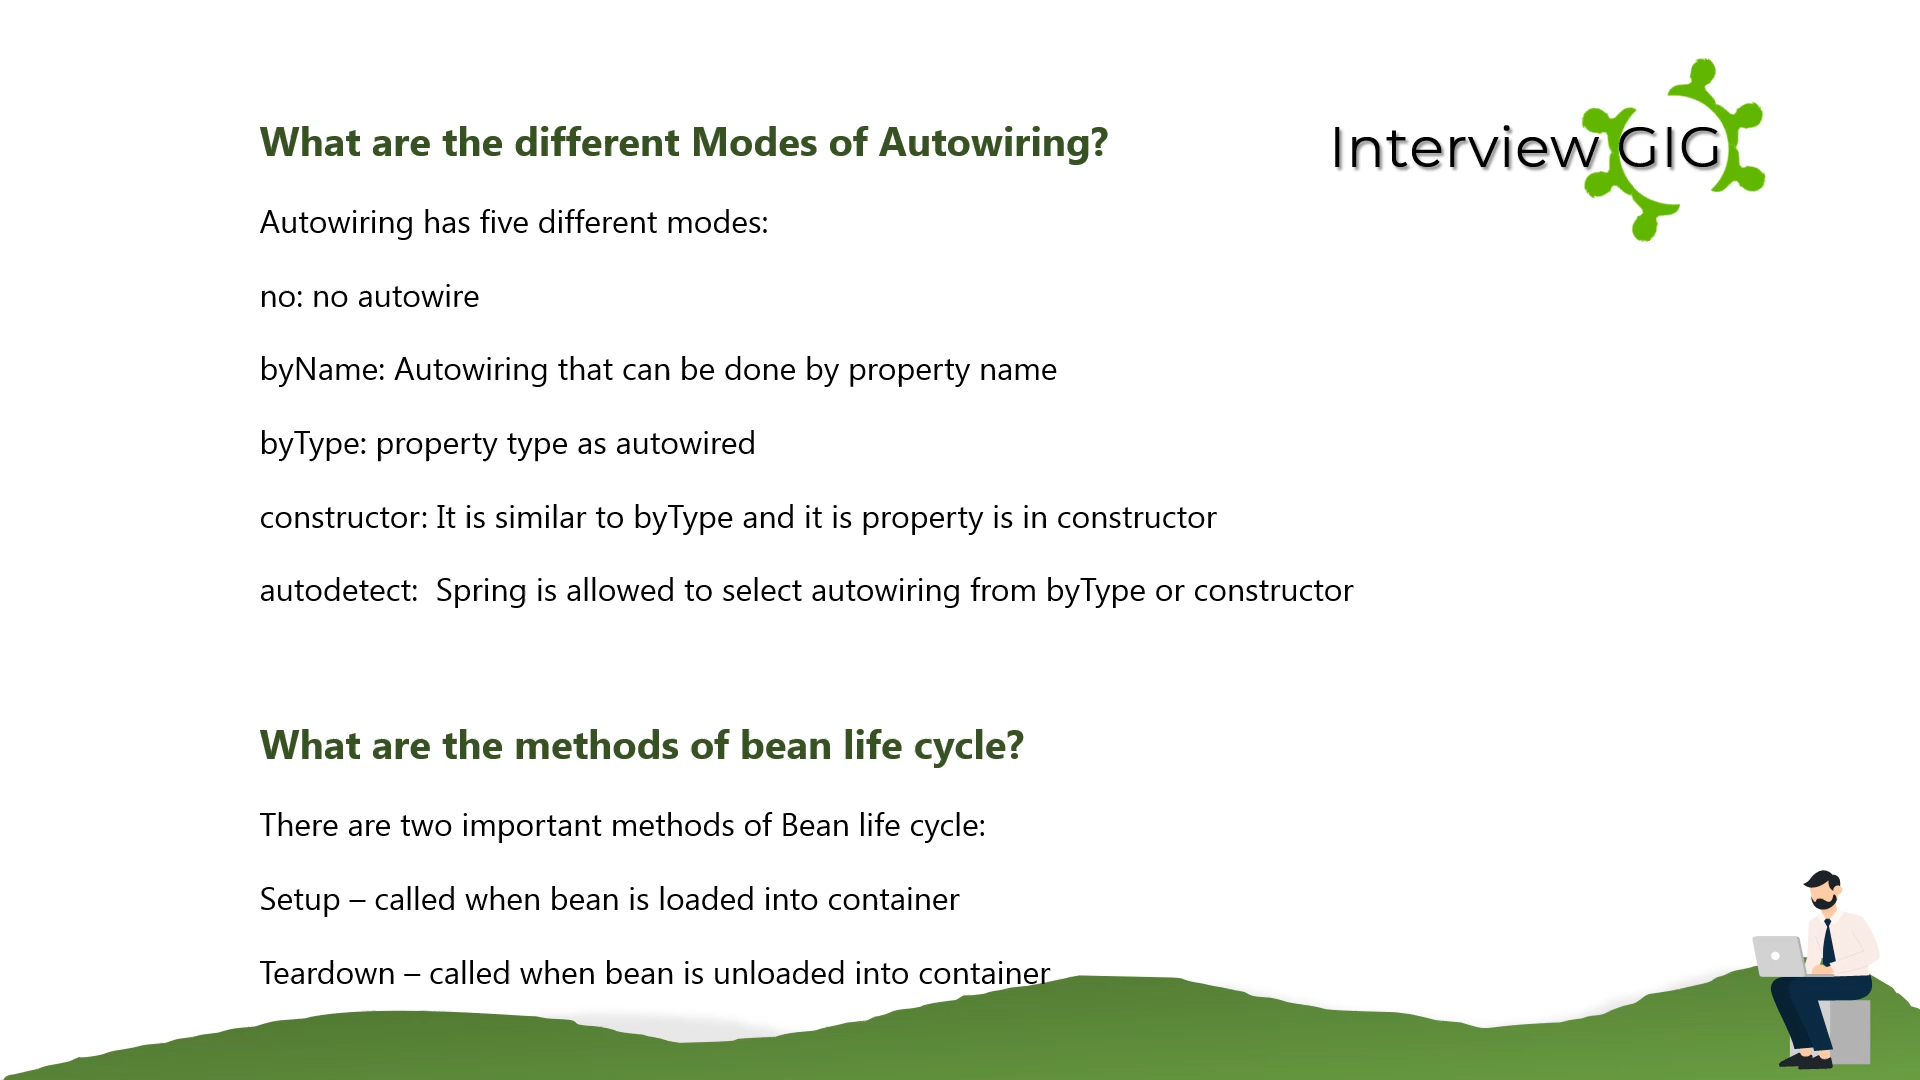 What are the different Modes of Autowiring?
Interview GIG
Autowiring has five different modes:
no: no autowire
byName: Autowiring that can be done by property name
byType: property type as autowired
constructor: It is similar to byType and it is property is in constructor
autodetect:  Spring is allowed to select autowiring from byType or constructor
What are the methods of bean life cycle?
There are two important methods of Bean life cycle:
Setup – called when bean is loaded into container
Teardown – called when bean is unloaded into container